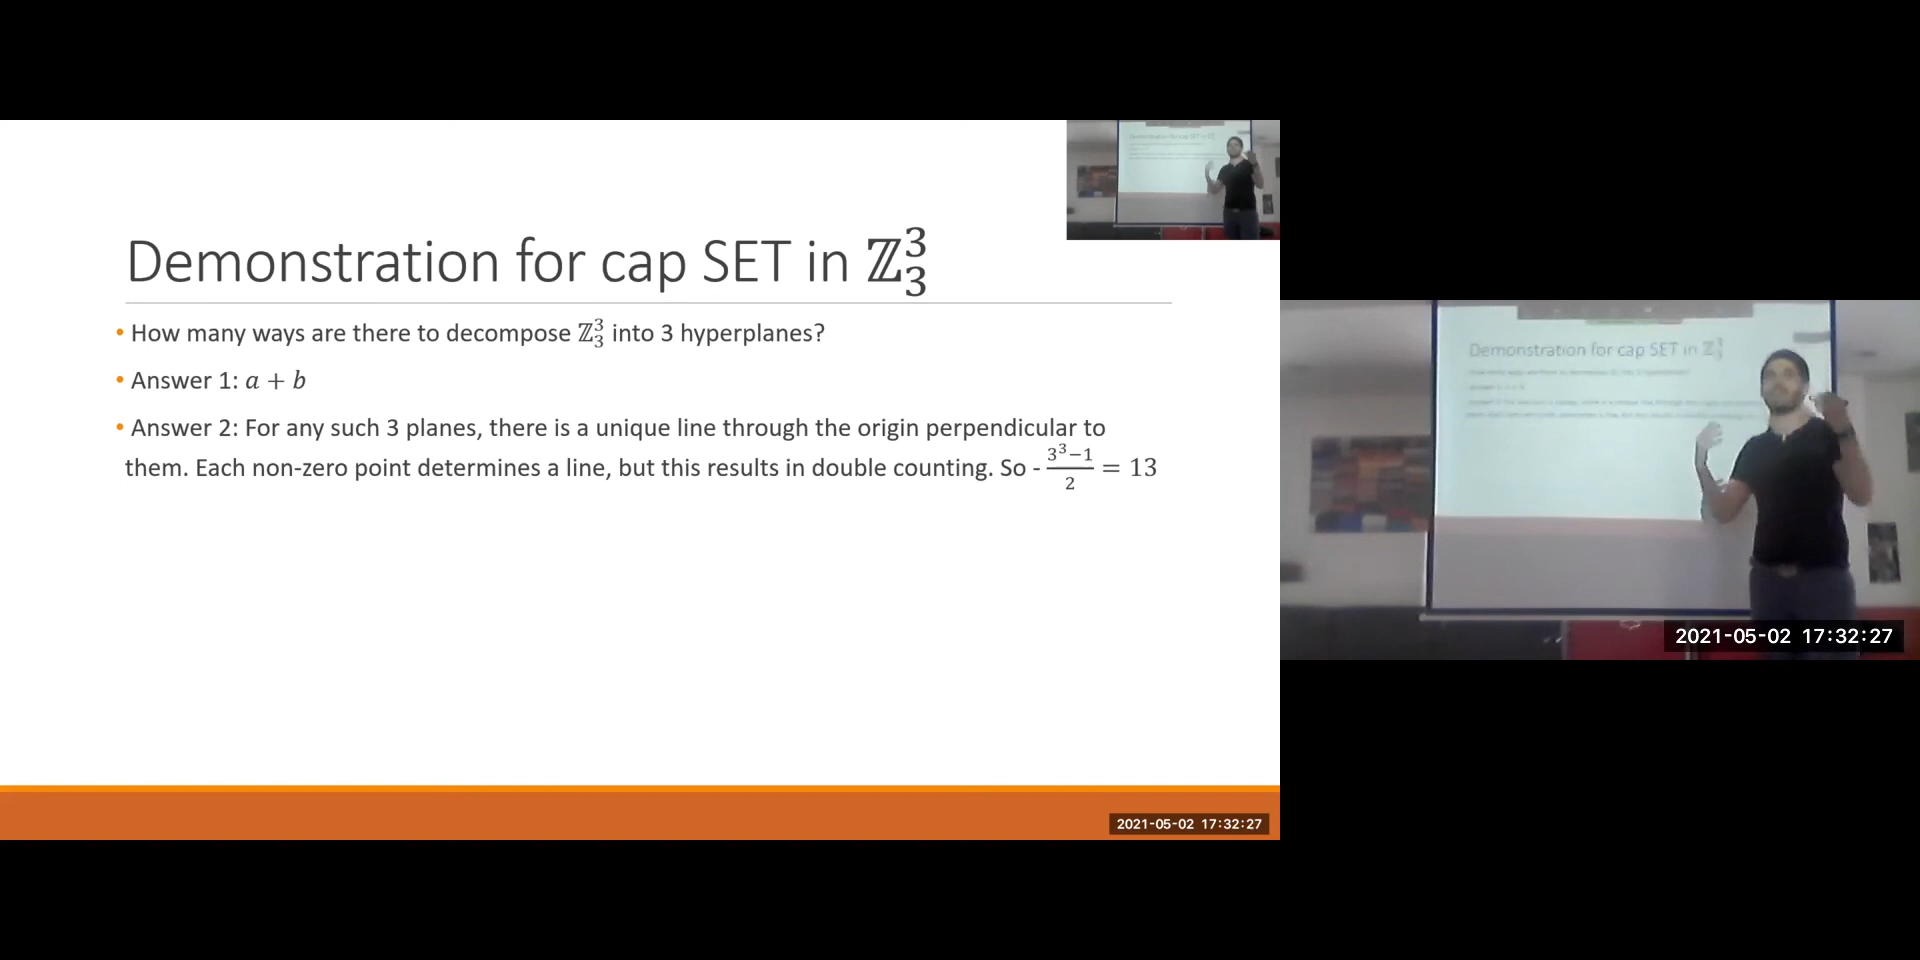 Demonstration for cap SET in ℤ₃³
• How many ways are there to decompose ℤ₃³ into 3 hyperplanes?
• Answer 1: a + b
• Answer 2: For any such 3 planes, there is a unique line through the origin perpendicular to
them. Each non-zero point determines a line, but this results in double counting. So - (3³−1)/2 = 13
2021-05-02 17:32:27
Demonstration for cap SET in ℤ₃³
2021-05-02 17:32:27